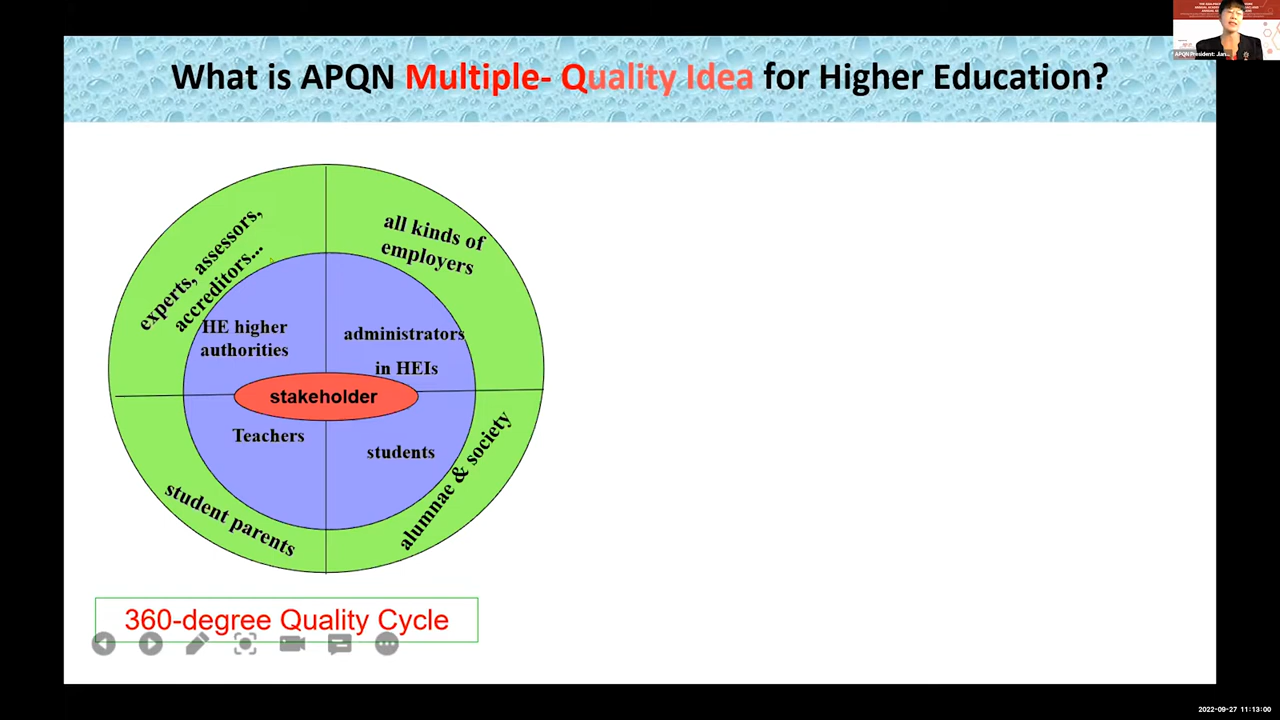 What is APQN Multiple- Quality Idea for Higher Education?
experts, assessors,
accreditors...
all kinds of
employers
HE higher
authorities
administrators
in HEIs
stakeholder
Teachers
students
student parents
alumnae & society
360-degree Quality Cycle
APQN President: Jan...
2022-09-27 11:13:00